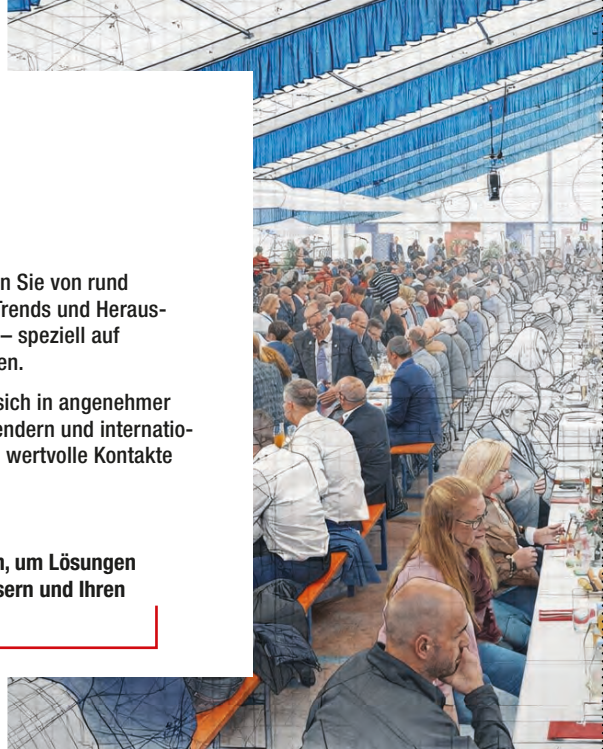 n Sie von rund
Trends und Heraus-
– speziell auf
en.
sich in angenehmer
endern und internatio-
wertvolle Kontakte
n, um Lösungen
sern und Ihren